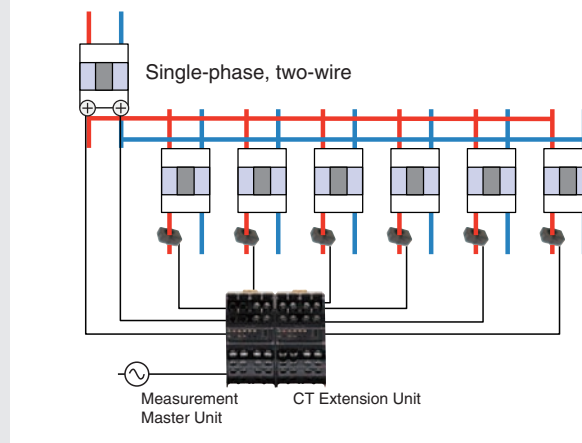 Single-phase, two-wire
Measurement
Master Unit
CT Extension Unit